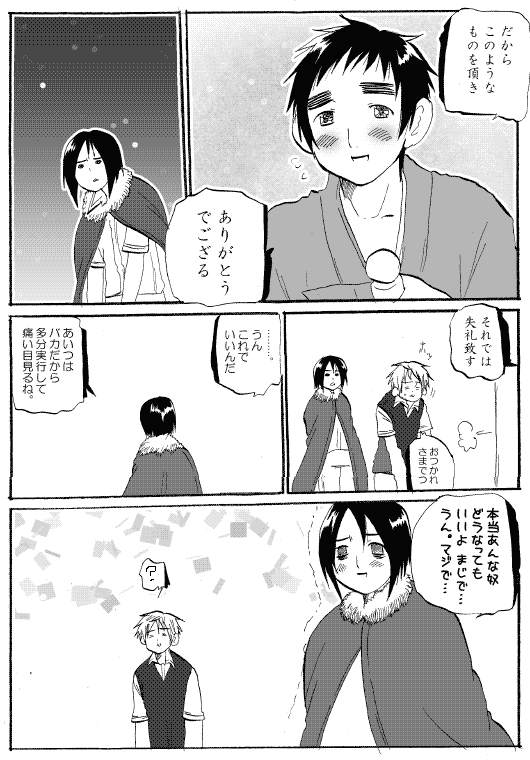 だから
このような
ものを頂き
ありがとう
でござる
それでは
失礼致す
ホッ
おつかれ
さまでつ
……。
うん
これで
いいんだ
あいつは
バカだから
多分実行して
痛い目見るね。
本当あんな奴
どうなっても
いいよ まじで…
うん。マジで…
?